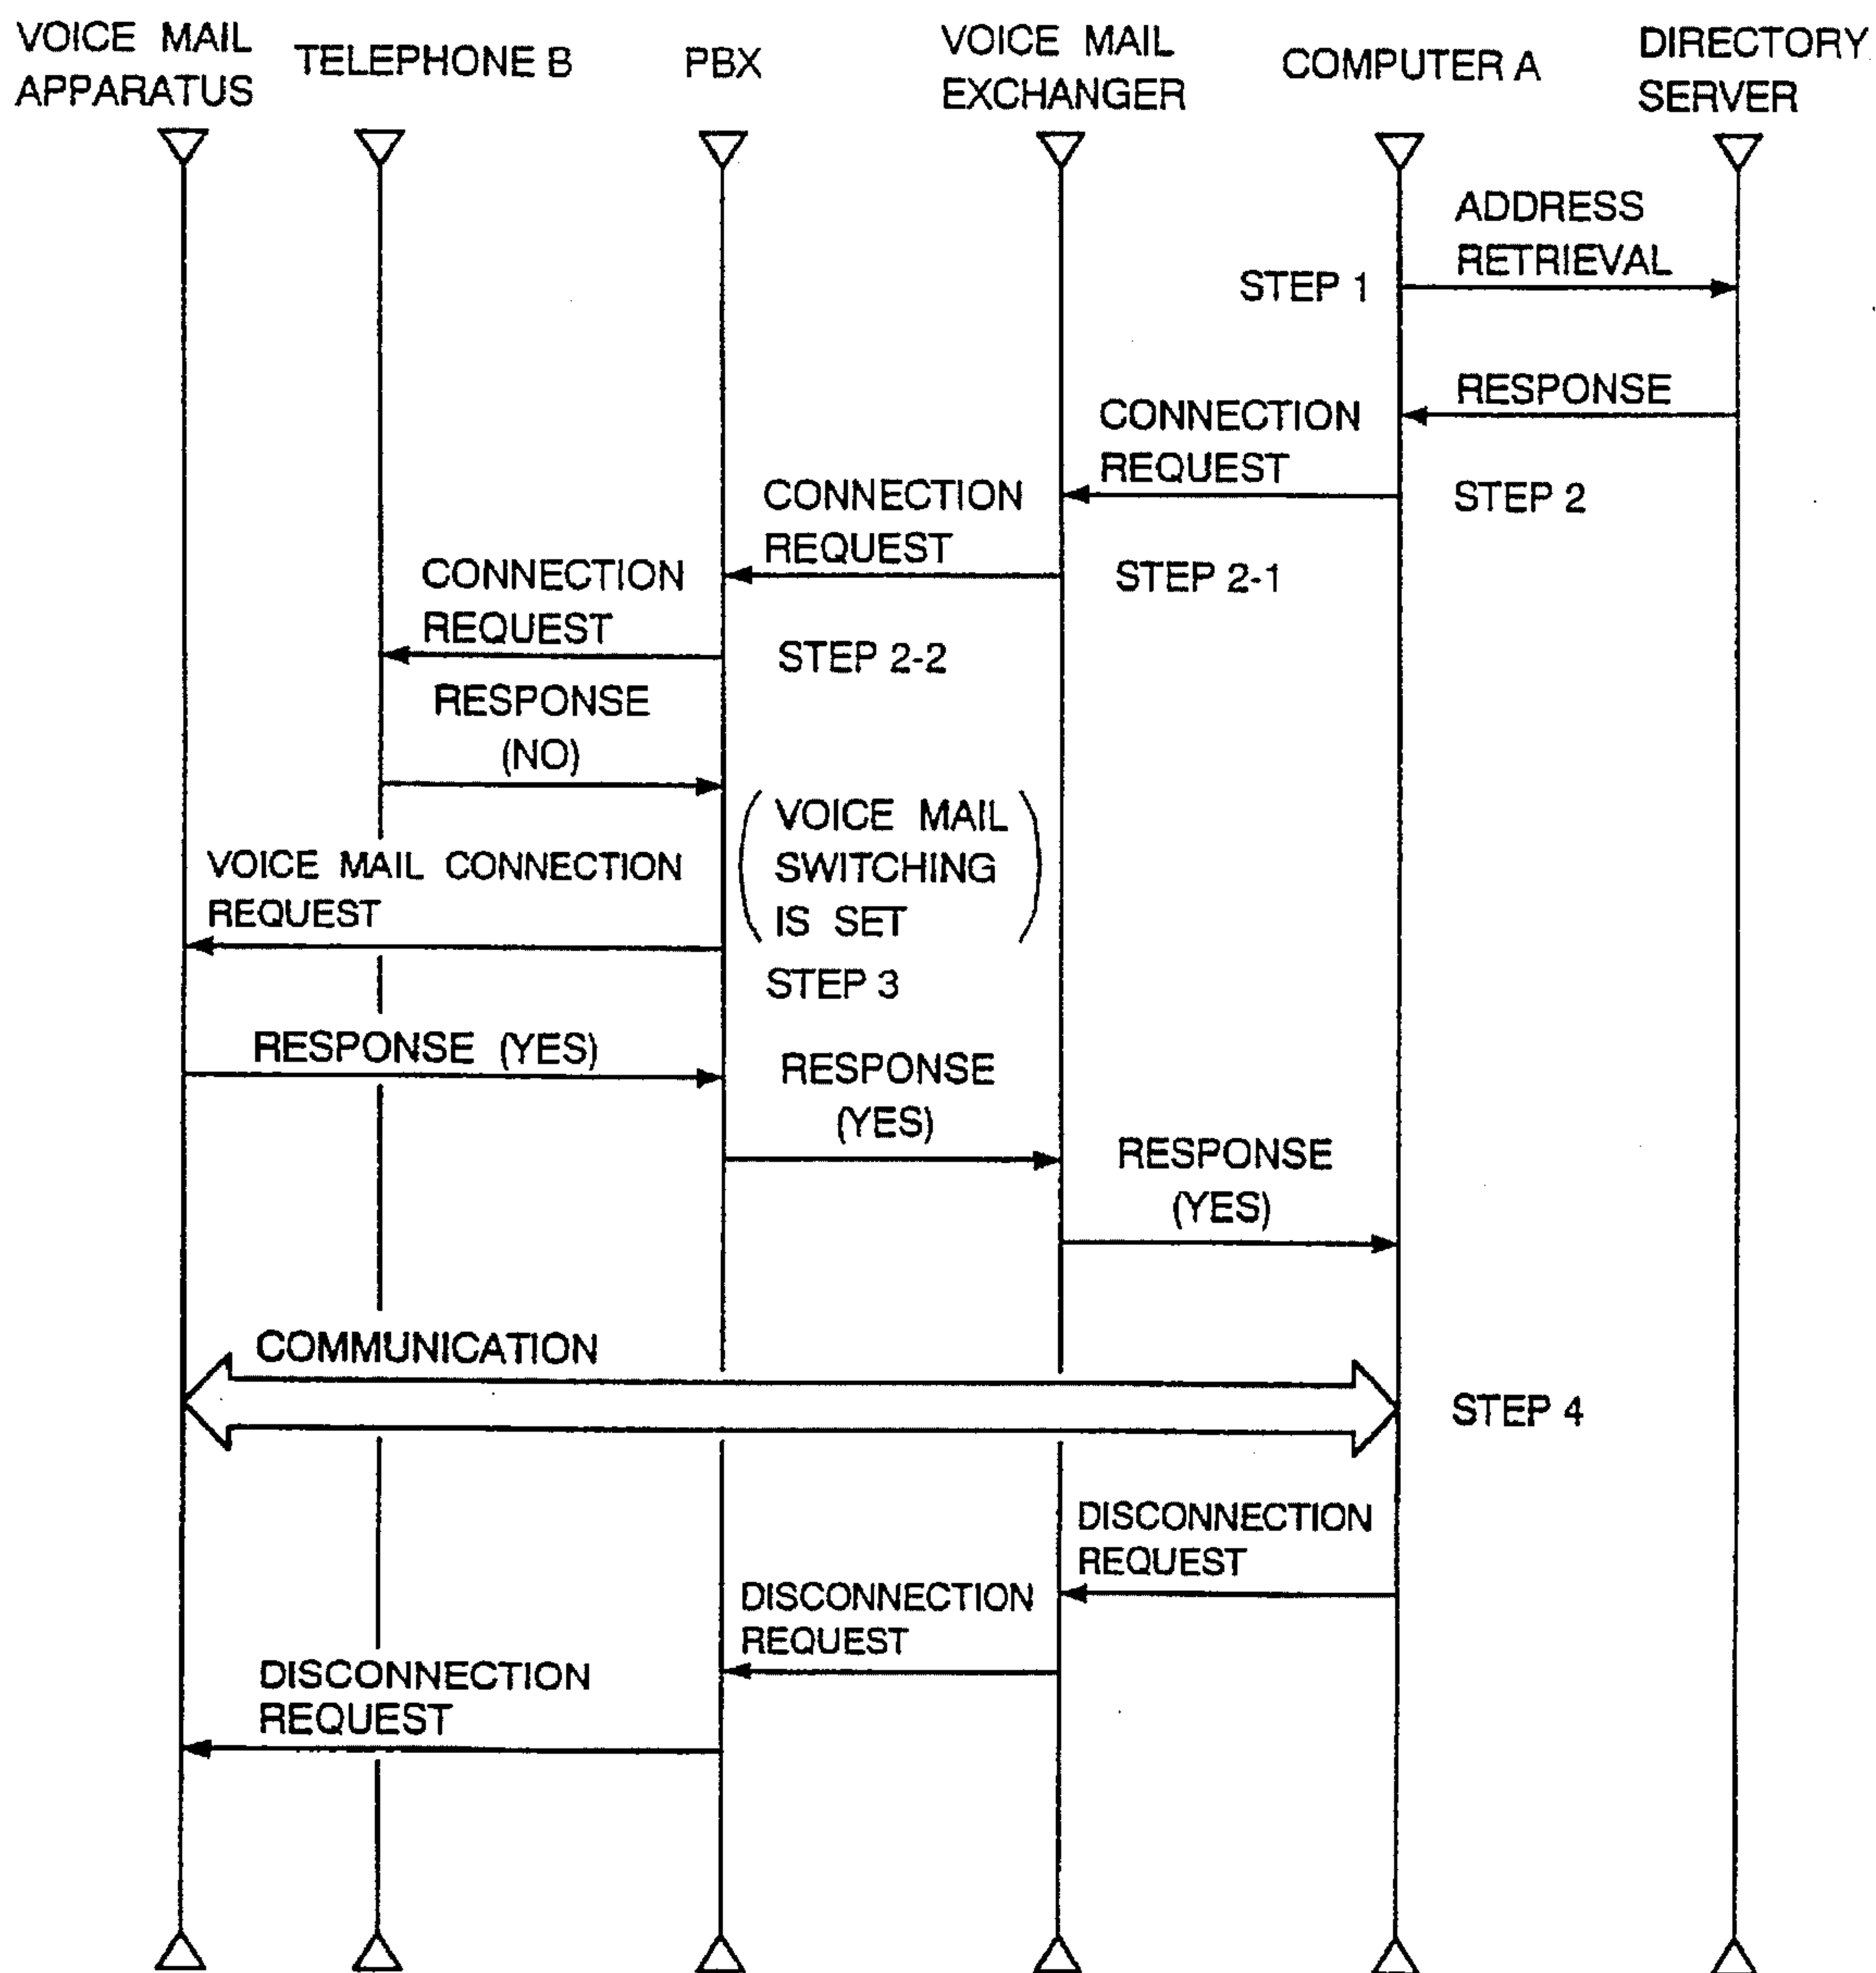 VOICE MAIL
APPARATUS
TELEPHONE B
PBX
VOICE MAIL
EXCHANGER
COMPUTER A
DIRECTORY
SERVER
ADDRESS
RETRIEVAL
STEP 1
RESPONSE
CONNECTION
REQUEST
STEP 2
CONNECTION
REQUEST
STEP 2-1
CONNECTION
REQUEST
STEP 2-2
RESPONSE
(NO)
(VOICE MAIL
SWITCHING
IS SET)
VOICE MAIL CONNECTION
REQUEST
STEP 3
RESPONSE (YES)
RESPONSE
(YES)
RESPONSE
(YES)
COMMUNICATION
STEP 4
DISCONNECTION
REQUEST
DISCONNECTION
REQUEST
DISCONNECTION
REQUEST